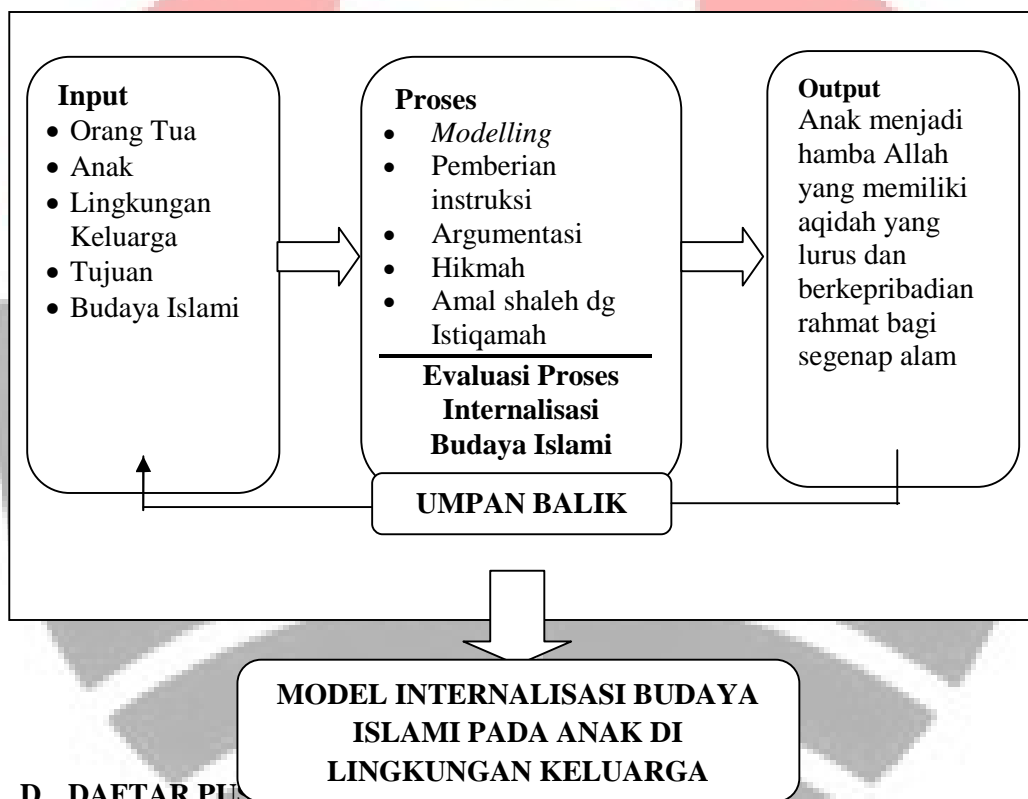 Input
• Orang Tua
• Anak
• Lingkungan
Keluarga
• Tujuan
• Budaya Islami
Proses
• Modelling
• Pemberian
instruksi
• Argumentasi
• Hikmah
• Amal shaleh dg
Istiqamah
Evaluasi Proses
Internalisasi
Budaya Islami
Output
Anak menjadi
hamba Allah
yang memiliki
aqidah yang
lurus dan
berkepribadian
rahmat bagi
segenap alam
UMPAN BALIK
MODEL INTERNALISASI BUDAYA
ISLAMI PADA ANAK DI
LINGKUNGAN KELUARGA
D. DAFTAR